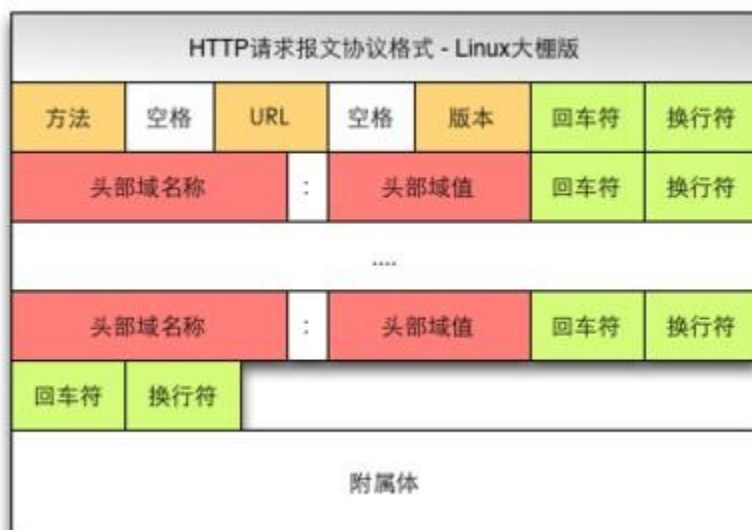 HTTP请求报文协议格式 - Linux大棚版
方法 空格 URL 空格 版本 回车符 换行符
头部域名称 : 头部域值 回车符 换行符
....
头部域名称 : 头部域值 回车符 换行符
回车符 换行符
附属体